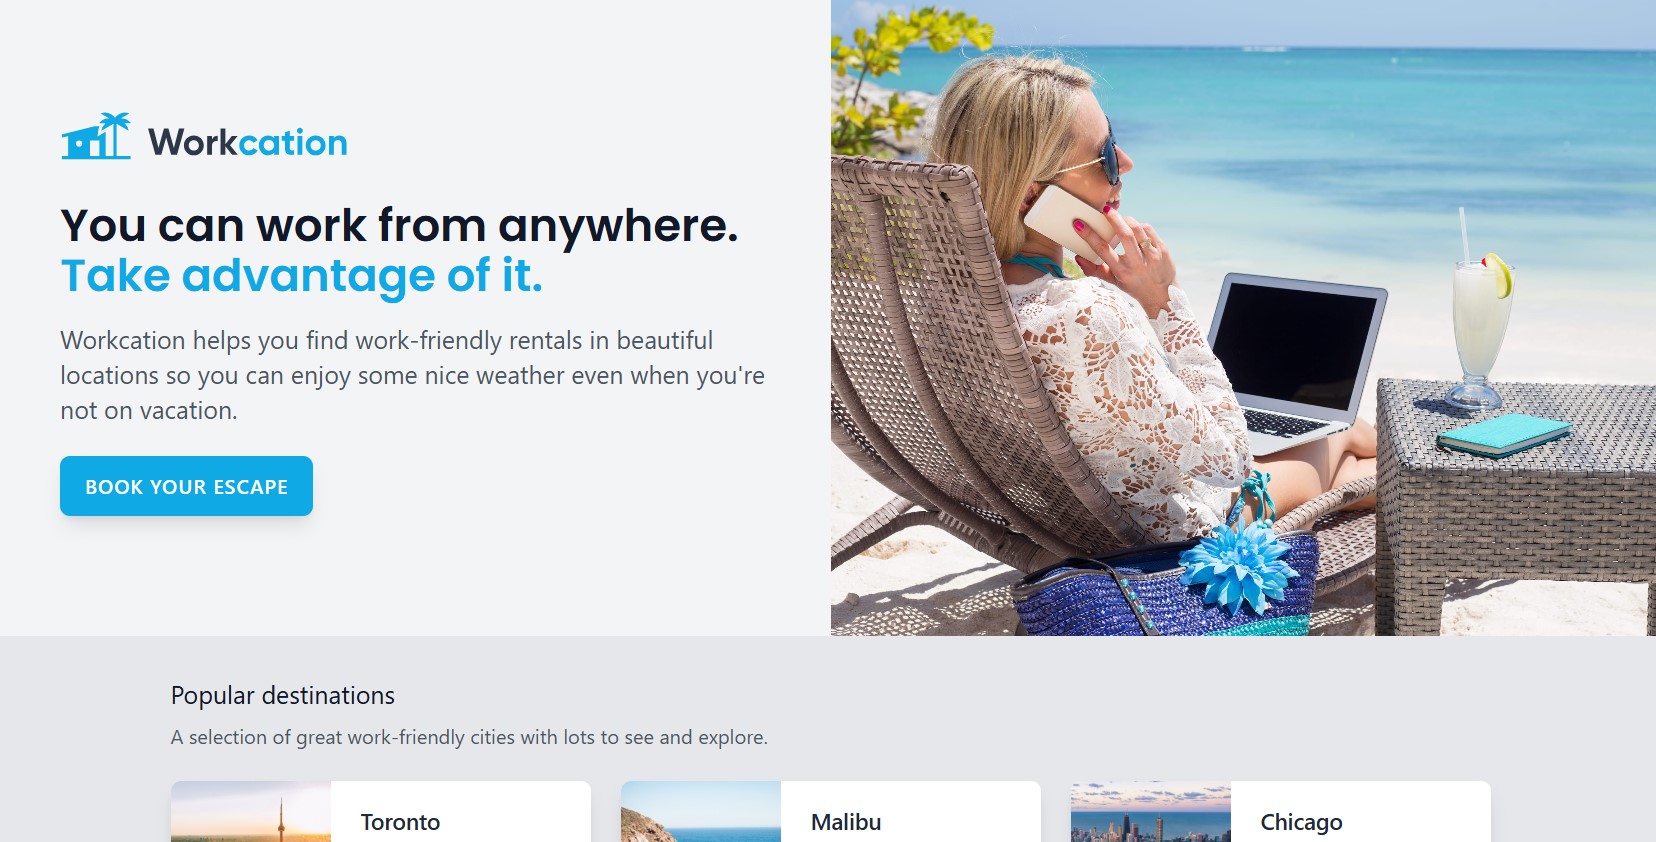 Workcation
You can work from anywhere.
Take advantage of it.
Workcation helps you find work-friendly rentals in beautiful
locations so you can enjoy some nice weather even when you're
not on vacation.
BOOK YOUR ESCAPE
Popular destinations
A selection of great work-friendly cities with lots to see and explore.
Toronto
Malibu
Chicago